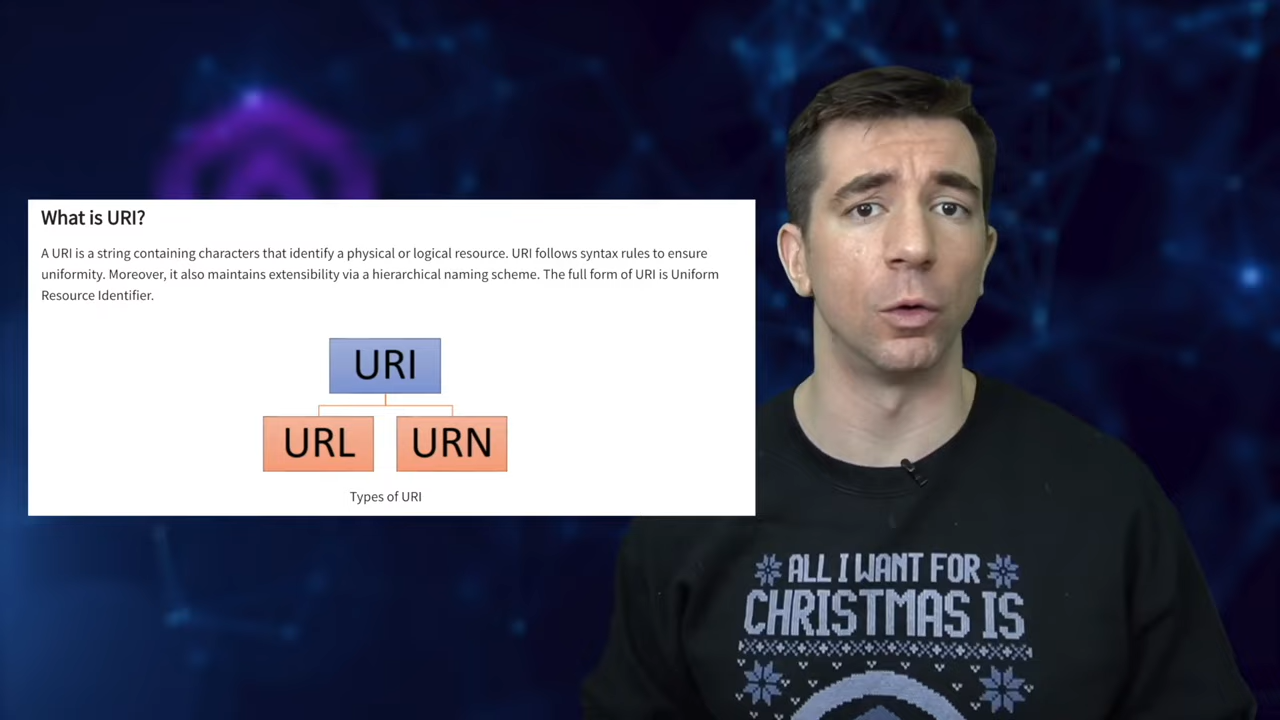 What is URI?
A URI is a string containing characters that identify a physical or logical resource. URI follows syntax rules to ensure
uniformity. Moreover, it also maintains extensibility via a hierarchical naming scheme. The full form of URI is Uniform
Resource Identifier.
URI
URL URN
Types of URI
ALL I WANT FOR
CHRISTMAS IS